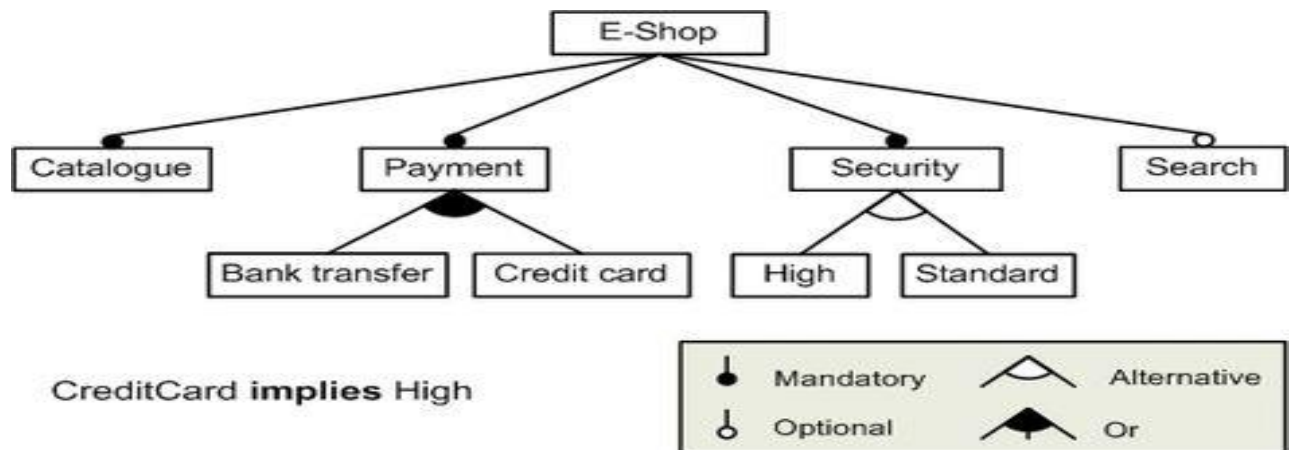 E-Shop
Catalogue
Payment
Security
Search
Bank transfer
Credit card
High
Standard
CreditCard implies High
Mandatory
Alternative
Optional
Or